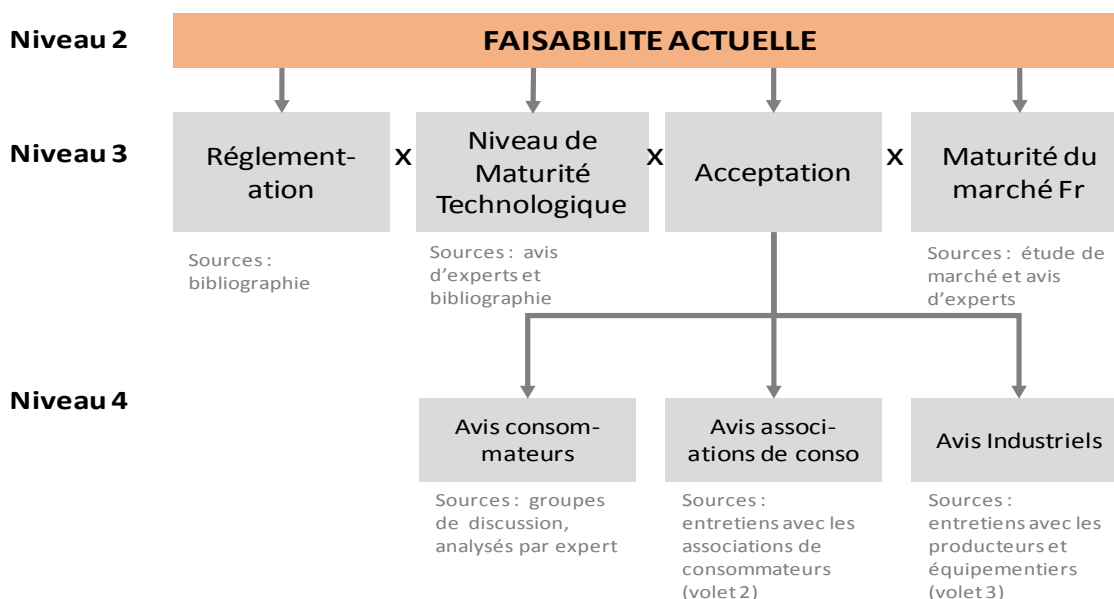 Niveau 2
FAISABILITE ACTUELLE
Niveau 3
Réglement-
ation
x
Niveau de
Maturité
Technologique
x
Acceptation
x
Maturité du
marché Fr
Sources :
bibliographie
Sources : avis
d'experts et
bibliographie
Sources : étude de
marché et avis
d'experts
Niveau 4
Avis consom-
mateurs
Avis associ-
ations de conso
Avis Industriels
Sources : groupes
de discussion,
analysés par expert
Sources :
entretiens avec les
associations de
consommateurs
(volet 2)
Sources :
entretiens avec les
producteurs et
équipementiers
(volet 3)